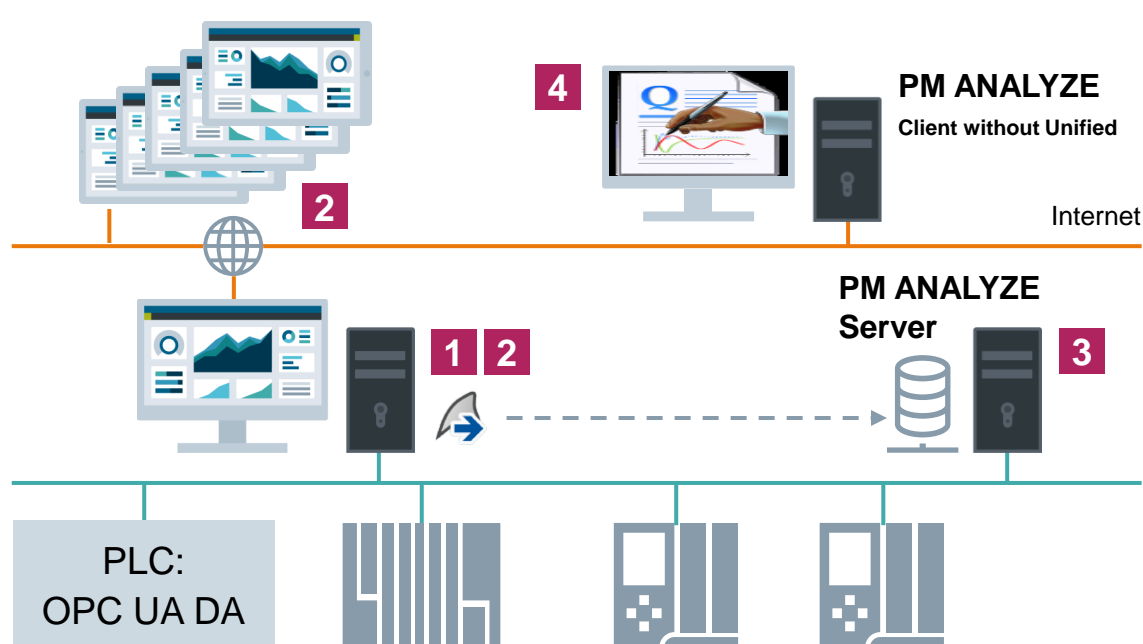 4
PM ANALYZE
Client without Unified
Q
2
Internet
PM ANALYZE
Server
1 2
3
PLC:
OPC UA DA